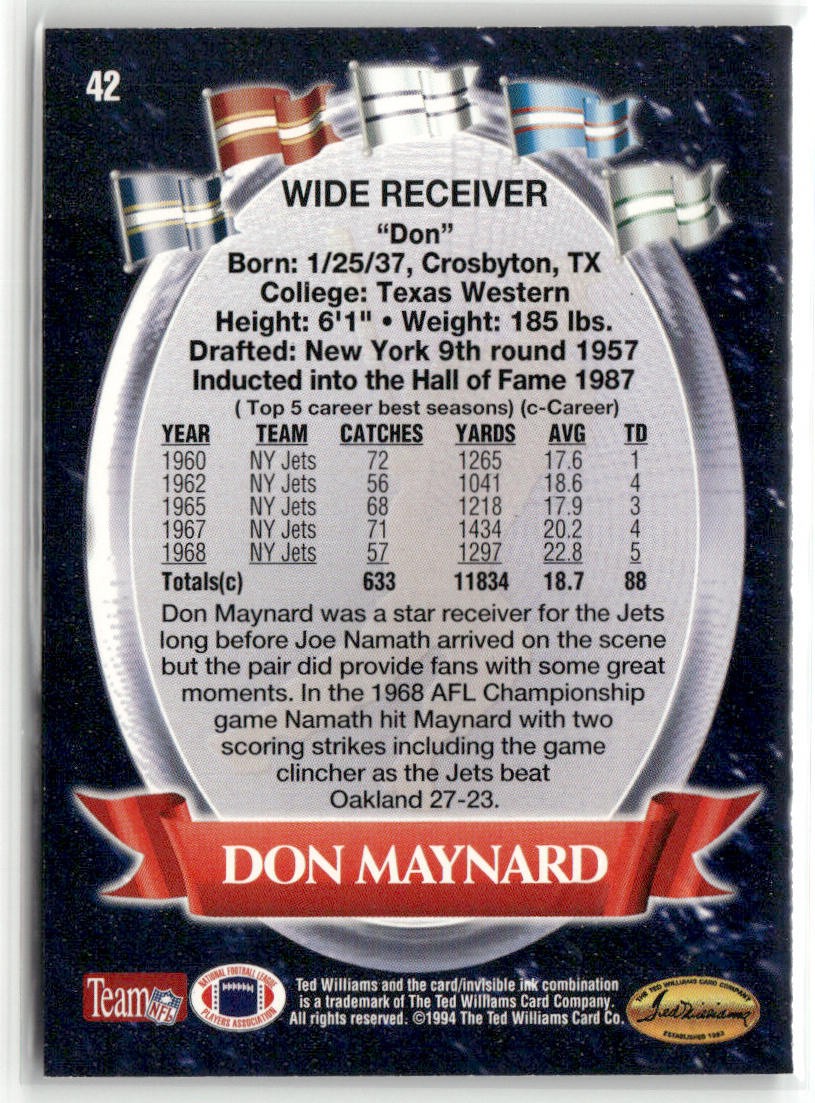 42
WIDE RECEIVER
“Don”
Born: 1/25/37, Crosbyton, TX
College: Texas Western
Height: 6'1" • Weight: 185 lbs.
Drafted: New York 9th round 1957
Inducted into the Hall of Fame 1987
( Top 5 career best seasons) (c-Career)
YEAR TEAM CATCHES YARDS AVG TD
1960 NY Jets 72 1265 17.6 1
1962 NY Jets 56 1041 18.6 4
1965 NY Jets 68 1218 17.9 3
1967 NY Jets 71 1434 20.2 4
1968 NY Jets 57 1297 22.8 5
Totals(c) 633 11834 18.7 88
Don Maynard was a star receiver for the Jets
long before Joe Namath arrived on the scene
but the pair did provide fans with some great
moments. In the 1968 AFL Championship
game Namath hit Maynard with two
scoring strikes including the game
clincher as the Jets beat
Oakland 27-23.
DON MAYNARD
Team NFL
NATIONAL FOOTBALL LEAGUE
PLAYERS ASSOCIATION
Ted Williams and the card/invisible ink combination
is a trademark of The Ted Williams Card Company.
All rights reserved. ©1994 The Ted Williams Card Co.
THE TED WILLIAMS CARD COMPANY
Ted Williams
ESTABLISHED 1993